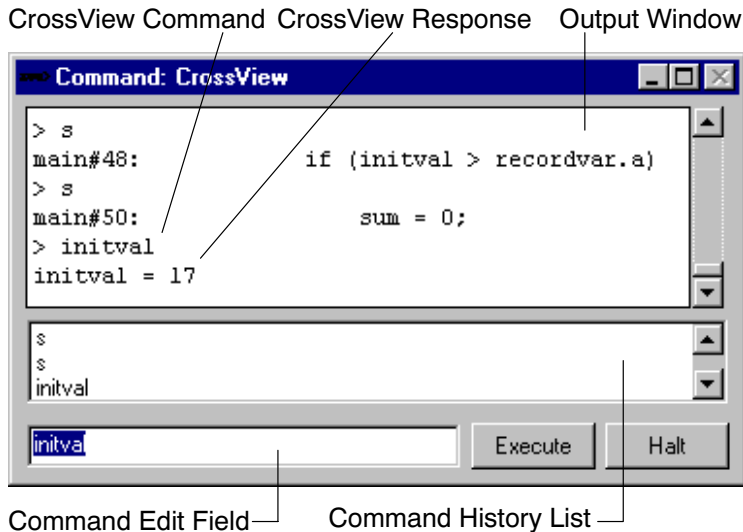 CrossView Command CrossView Response Output Window
Command: CrossView
> s
main#48: if (initval > recordvar.a)
> s
main#50: sum = 0;
> initval
initval = 17
s
s
initval
initval Execute Halt
Command Edit Field Command History List